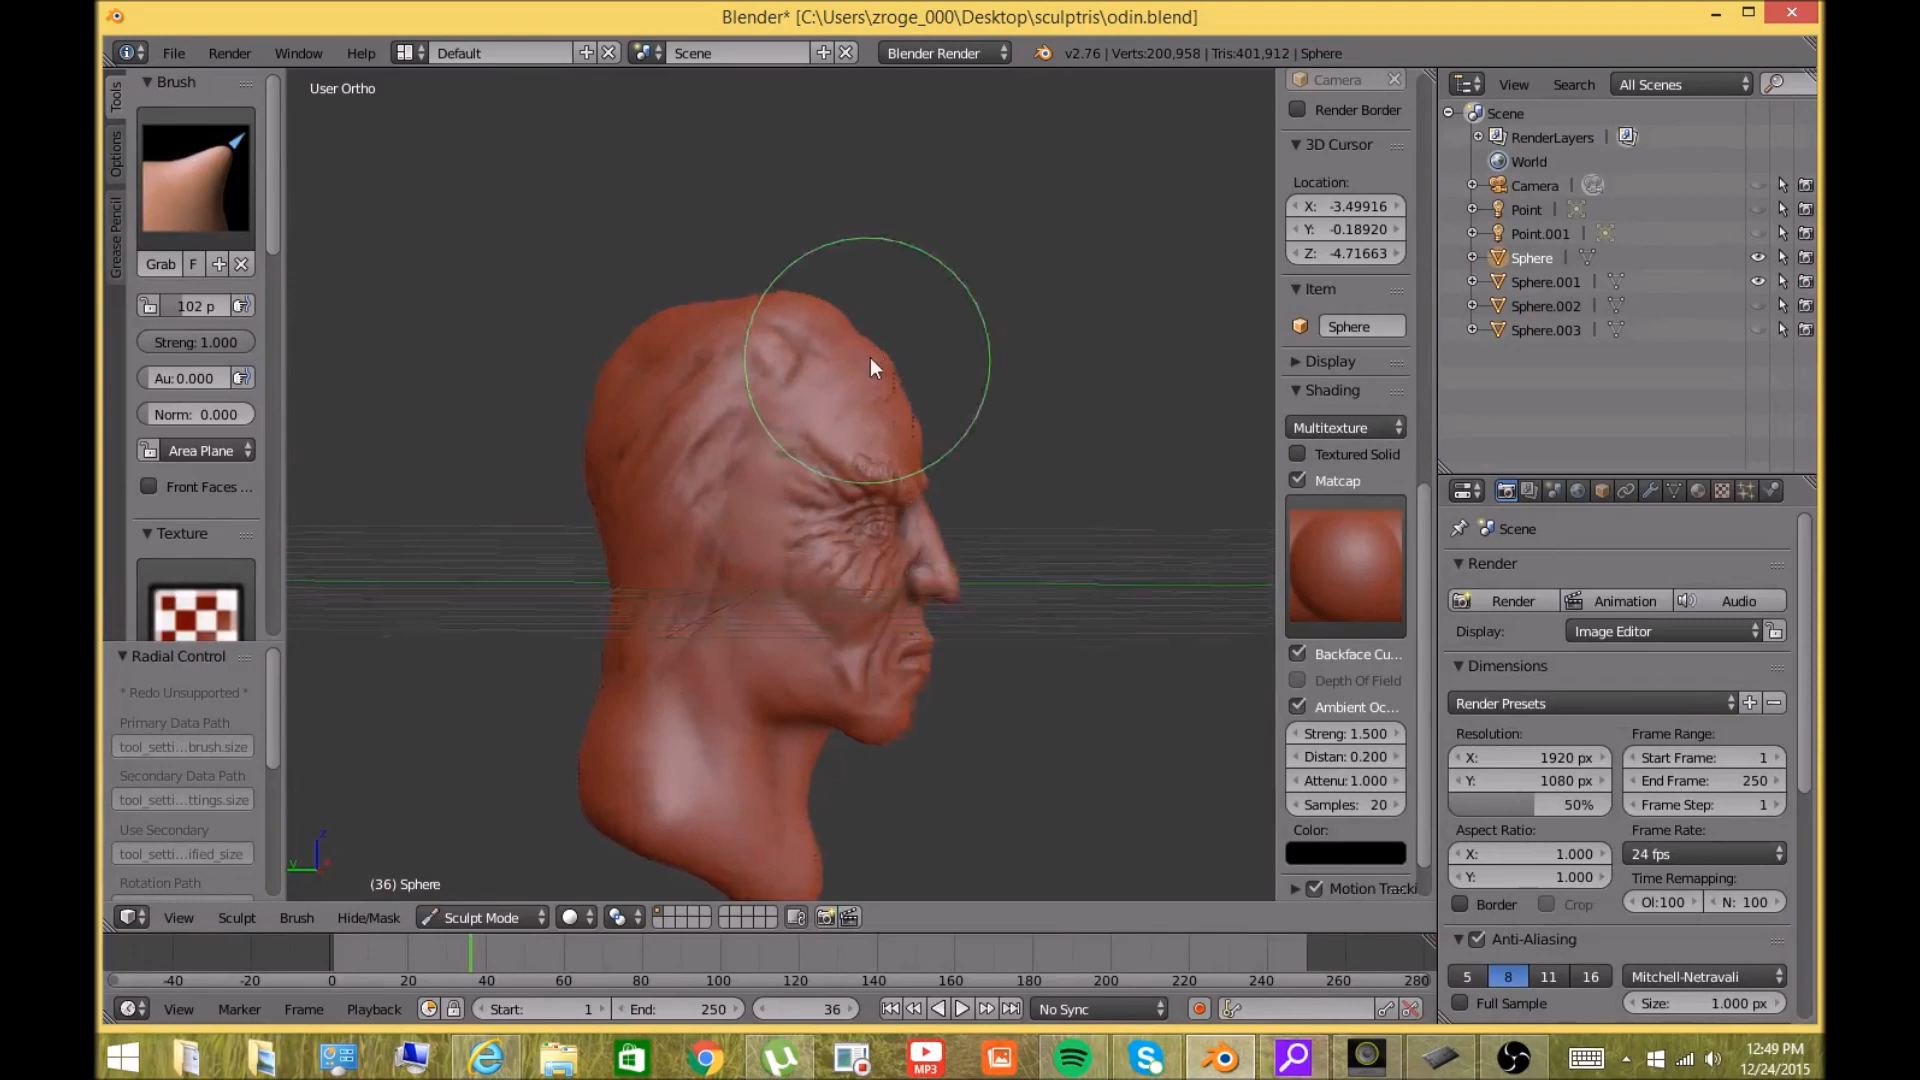 Blender* [C:\Users\zroge_000\Desktop\sculptris\odin.blend]
File Render Window Help Default Scene Blender Render v2.76 | Verts:200,958 | Tris:401,912 | Sphere
Tools
Options
Grease Pencil
Brush
Grab F
102 p
Streng: 1.000
Au: 0.000
Norm: 0.000
Area Plane
Front Faces ...
Texture
Radial Control
* Redo Unsupported *
Primary Data Path
tool_setti...brush.size
Secondary Data Path
tool_setti...ttings.size
Use Secondary
tool_setti...ified_size
Rotation Path
User Ortho
z
y
(36) Sphere
Camera
Render Border
3D Cursor
Location:
X: -3.49916
Y: -0.18920
Z: -4.71663
Item
Sphere
Display
Shading
Multitexture
Textured Solid
Matcap
Backface Cu...
Depth Of Field
Ambient Oc...
Streng: 1.500
Distan: 0.200
Attenu: 1.000
Samples: 20
Color:
Motion Tracki
View Search All Scenes
Scene
RenderLayers
World
Camera
Point
Point.001
Sphere
Sphere.001
Sphere.002
Sphere.003
Scene
Render
Render Animation Audio
Display: Image Editor
Dimensions
Render Presets
Resolution: Frame Range:
X: 1920 px Start Frame: 1
Y: 1080 px End Frame: 250
50% Frame Step: 1
Aspect Ratio: Frame Rate:
X: 1.000 24 fps
Y: 1.000 Time Remapping:
Border Crop Ol:100 N: 100
Anti-Aliasing
5 8 11 16 Mitchell-Netravali
Full Sample Size: 1.000 px
View Sculpt Brush Hide/Mask Sculpt Mode
-40 -20 0 20 40 60 80 100 120 140 160 180 200 220 240 260 280
View Marker Frame Playback Start: 1 End: 250 36 No Sync
MP3
12:49 PM
12/24/2015